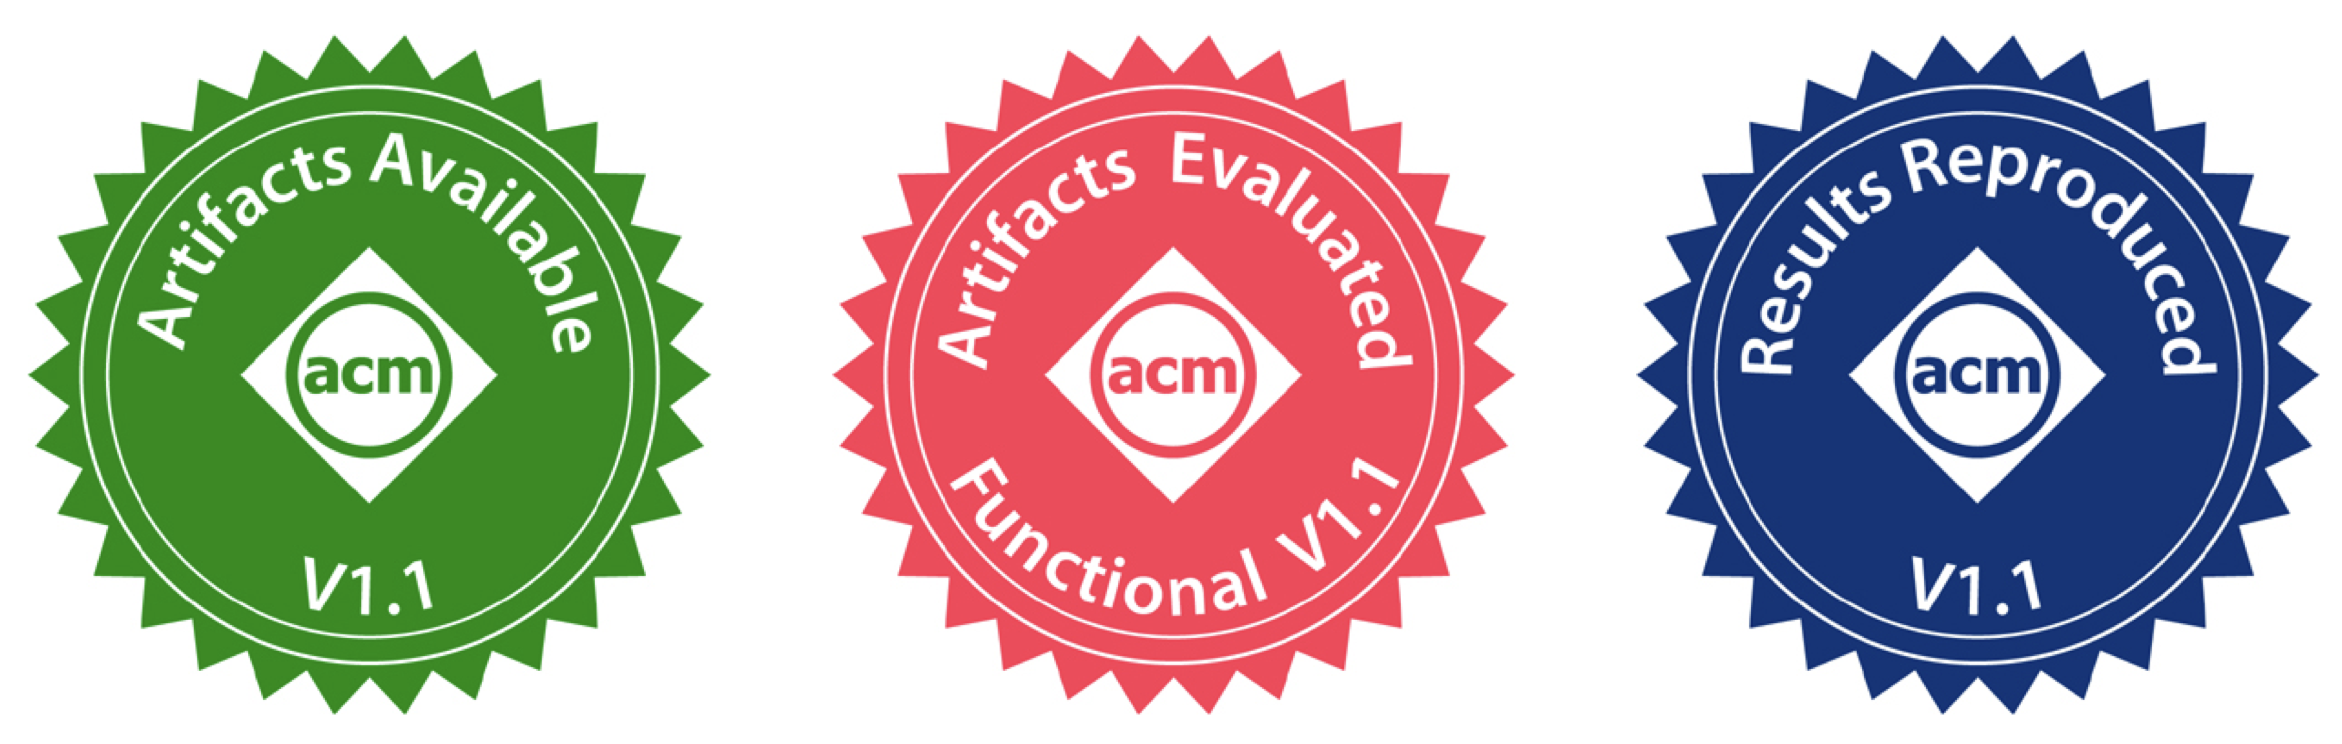 Artifacts Available
acm
V1.1
Artifacts Evaluated
acm
Functional V1.1
Results Reproduced
acm
V1.1